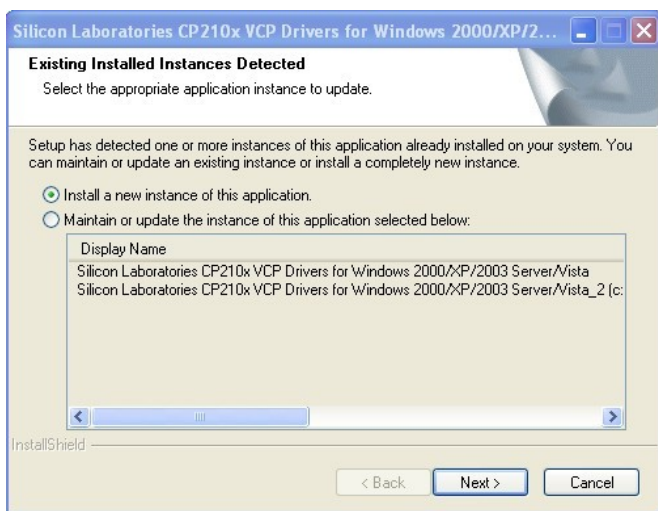 Silicon Laboratories CP210x VCP Drivers for Windows 2000/XP/2...
Existing Installed Instances Detected
Select the appropriate application instance to update.
Setup has detected one or more instances of this application already installed on your system. You
can maintain or update an existing instance or install a completely new instance.
Install a new instance of this application.
Maintain or update the instance of this application selected below:
Display Name
Silicon Laboratories CP210x VCP Drivers for Windows 2000/XP/2003 Server/Vista
Silicon Laboratories CP210x VCP Drivers for Windows 2000/XP/2003 Server/Vista_2 (c:
InstallShield
< Back Next > Cancel